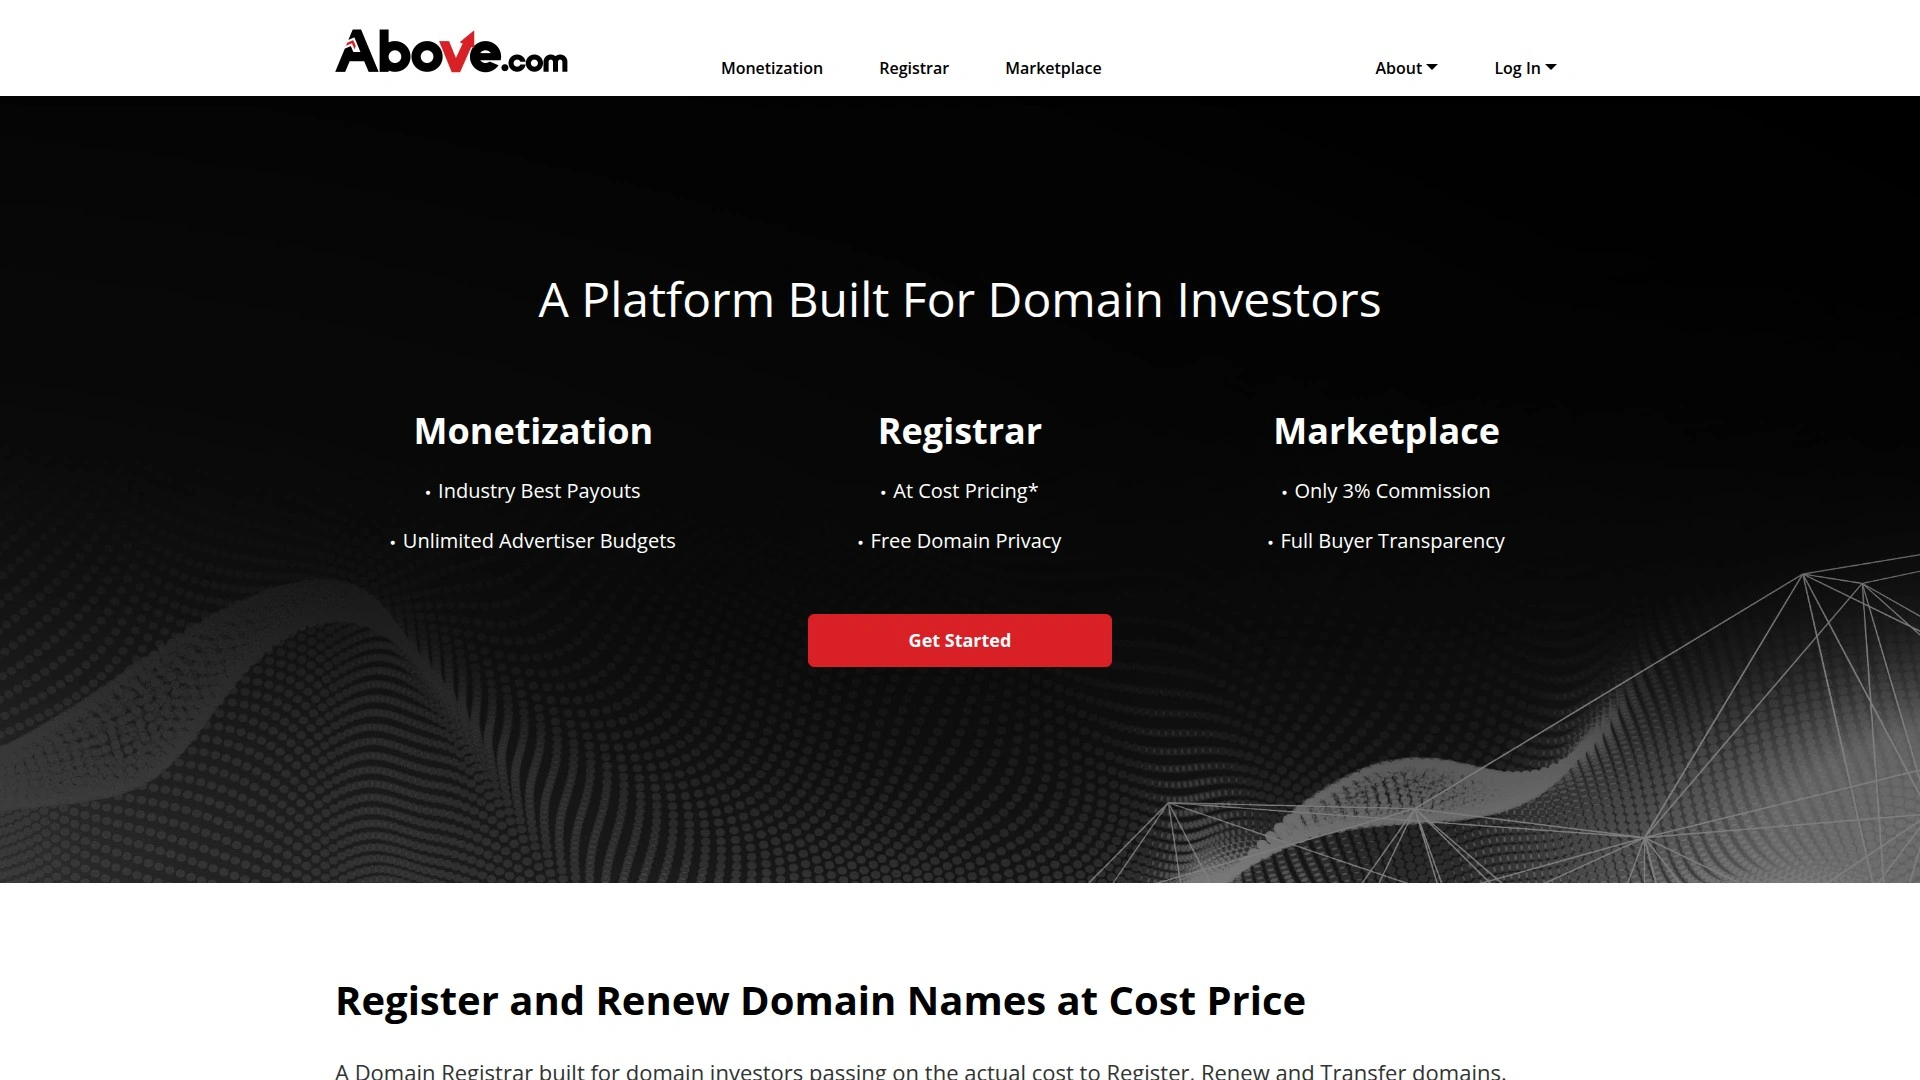 Above.com
Monetization
Registrar
Marketplace
About
Log In
A Platform Built For Domain Investors
Monetization
• Industry Best Payouts
• Unlimited Advertiser Budgets
Registrar
• At Cost Pricing*
• Free Domain Privacy
Marketplace
• Only 3% Commission
• Full Buyer Transparency
Get Started
Register and Renew Domain Names at Cost Price
A Domain Registrar built for domain investors passing on the actual cost to Register, Renew and Transfer domains.